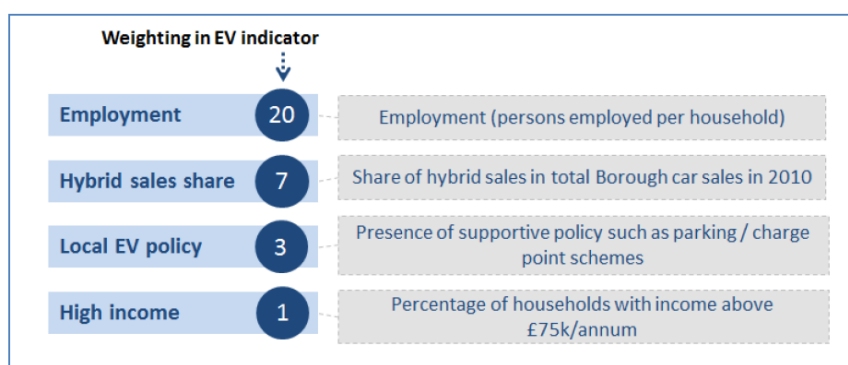 Weighting in EV indicator
Employment
20
Employment (persons employed per household)
Hybrid sales share
7
Share of hybrid sales in total Borough car sales in 2010
Local EV policy
3
Presence of supportive policy such as parking / charge
point schemes
High income
1
Percentage of households with income above
£75k/annum